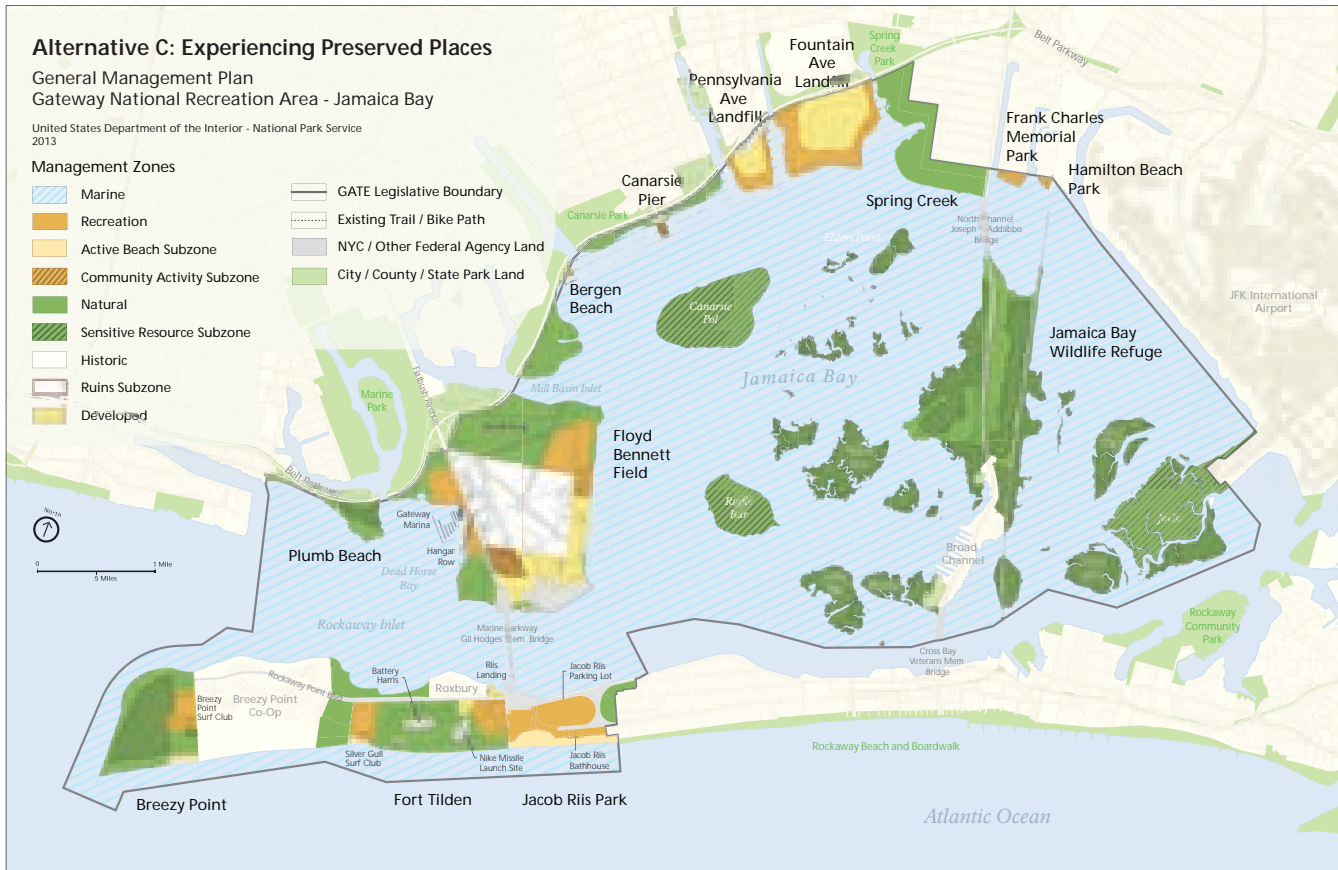 Alternative C: Experiencing Preserved Places
General Management Plan
Gateway National Recreation Area - Jamaica Bay
United States Department of the Interior - National Park Service
2013
Management Zones
Marine
Recreation
Active Beach Subzone
Community Activity Subzone
Natural
Sensitive Resource Subzone
Historic
Ruins Subzone
Developed
GATE Legislative Boundary
Existing Trail / Bike Path
NYC / Other Federal Agency Land
City / County / State Park Land
Fountain
Ave
Landfill
Spring
Creek
Park
Belt Parkway
Pennsylvania
Ave
Landfill
Frank Charles
Memorial
Park
Hamilton Beach
Park
Canarsie
Pier
Canarsie Park
Spring Creek
North Channel
Joseph Addabbo
Bridge
Elders Point
Bergen
Beach
Canarsie
Pol
JFK International
Airport
Jamaica Bay
Wildlife Refuge
Jamaica Bay
Mill Basin Inlet
Flatbush Avenue
Marine
Park
Floyd
Bennett
Field
Belt Parkway
North
0
.5 Miles
1 Mile
Gateway
Marina
Hangar
Row
Plumb Beach
Dead Horse
Bay
Ruffle
Bar
Broad
Channel
Rockaway Inlet
Marine Parkway
Gil Hodges Mem. Bridge
Rockaway
Community
Park
Cross Bay
Veterans Mem
Bridge
Battery
Harris
Riis
Landing
Jacob Riis
Parking Lot
Rockaway Point Blvd
Roxbury
Breezy
Point
Surf Club
Breezy Point
Co-Op
Silver Gull
Surf Club
Nike Missile
Launch Site
Jacob Riis
Bathhouse
Rockaway Beach and Boardwalk
Breezy Point
Fort Tilden
Jacob Riis Park
Atlantic Ocean